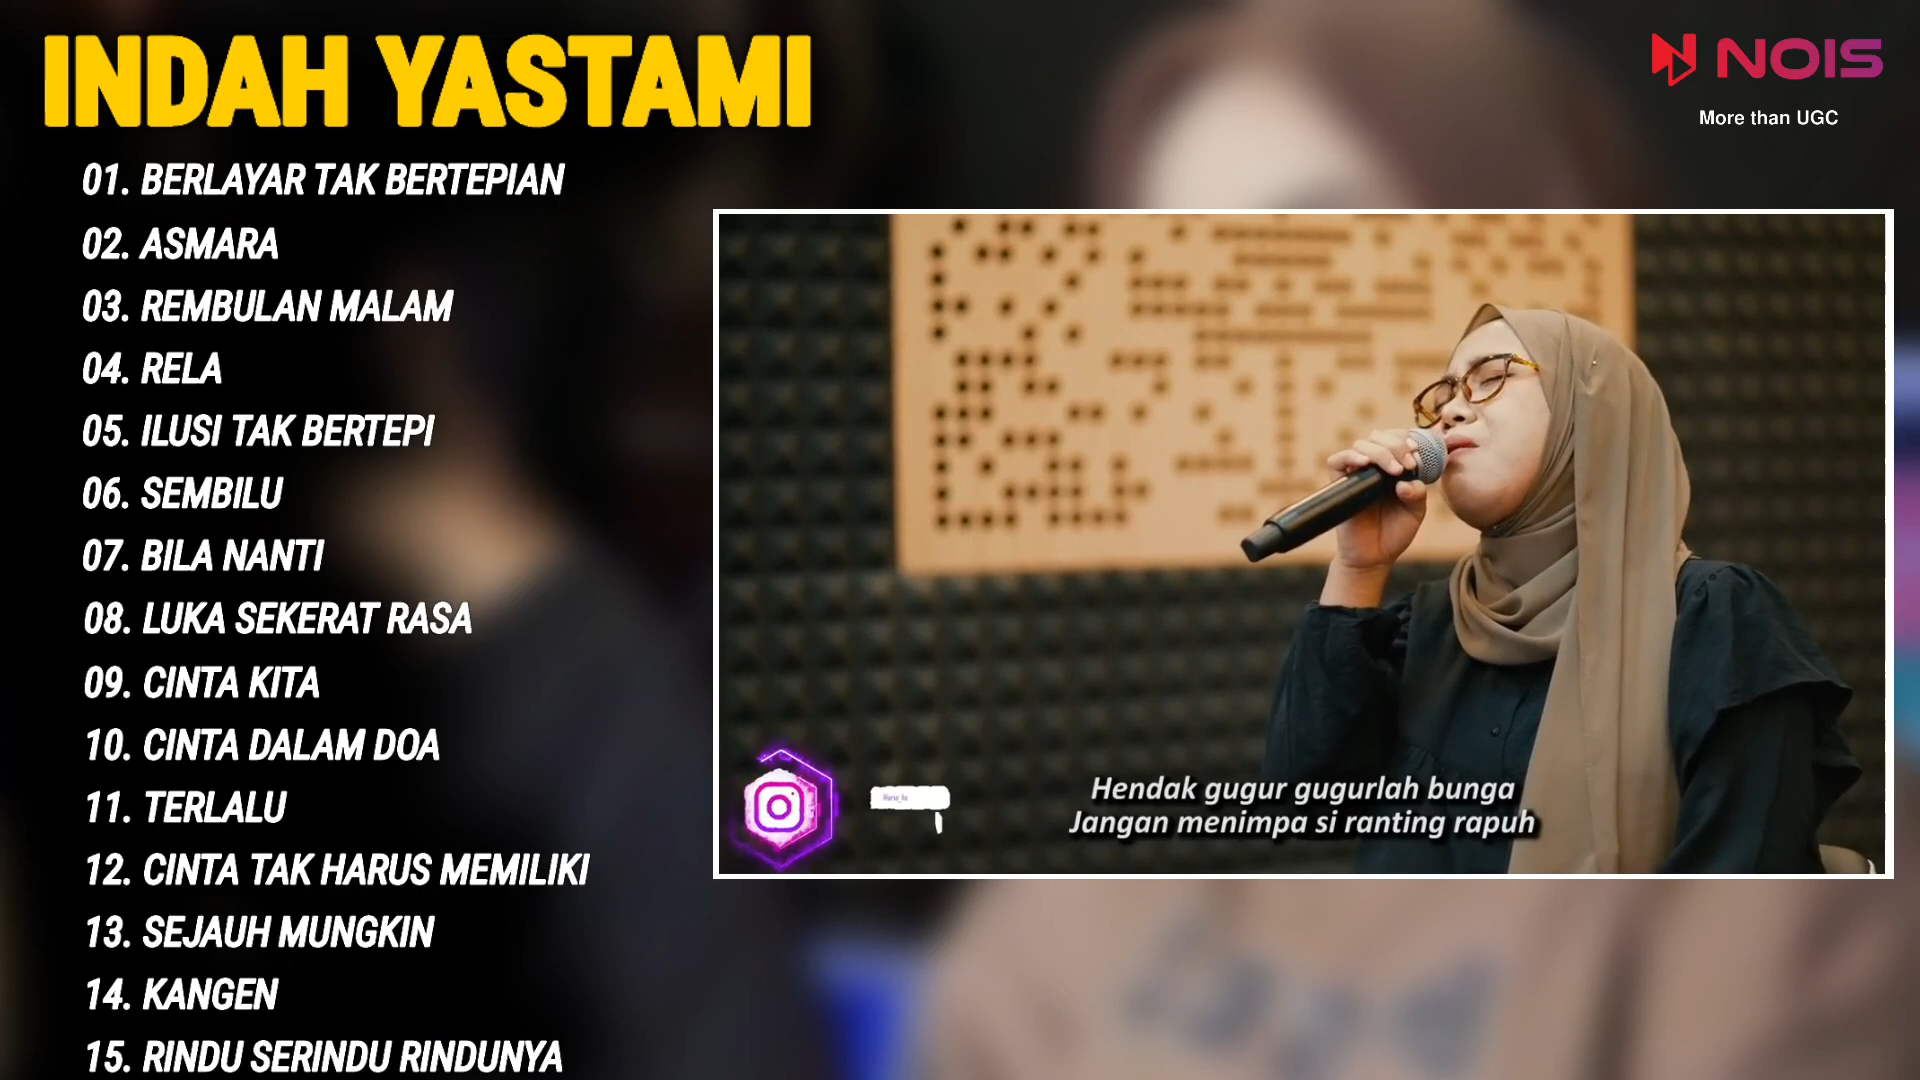 INDAH YASTAMI
NOIS
More than UGC
01. BERLAYAR TAK BERTEPIAN
02. ASMARA
03. REMBULAN MALAM
04. RELA
05. ILUSI TAK BERTEPI
06. SEMBILU
07. BILA NANTI
08. LUKA SEKERAT RASA
09. CINTA KITA
10. CINTA DALAM DOA
11. TERLALU
12. CINTA TAK HARUS MEMILIKI
13. SEJAUH MUNGKIN
14. KANGEN
15. RINDU SERINDU RINDUNYA
Hendak gugur gugurlah bunga
Jangan menimpa si ranting rapuh